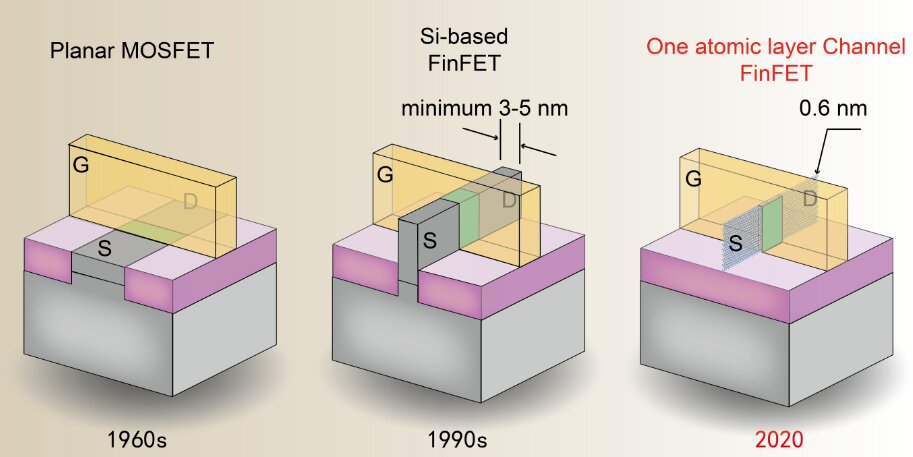 Planar MOSFET
Si-based
FinFET
One atomic layer Channel
FinFET
minimum 3-5 nm
0.6 nm
G
D
S
G
D
S
G
D
S
1960s
1990s
2020